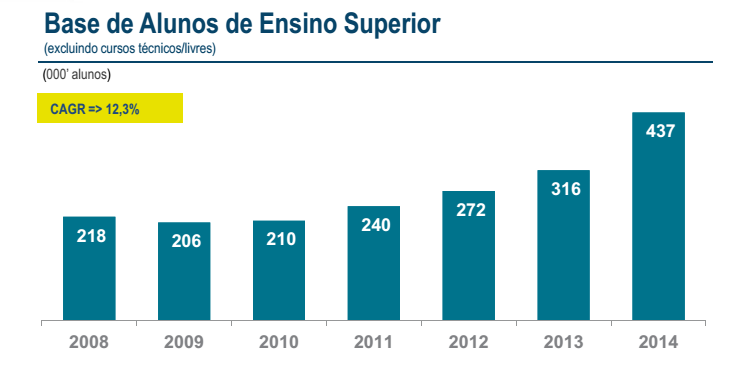 Base de Alunos de Ensino Superior
(excluindo cursos técnicos/livres)
(000’ alunos)
CAGR => 12,3%
218
206
210
240
272
316
437
2008 2009 2010 2011 2012 2013 2014